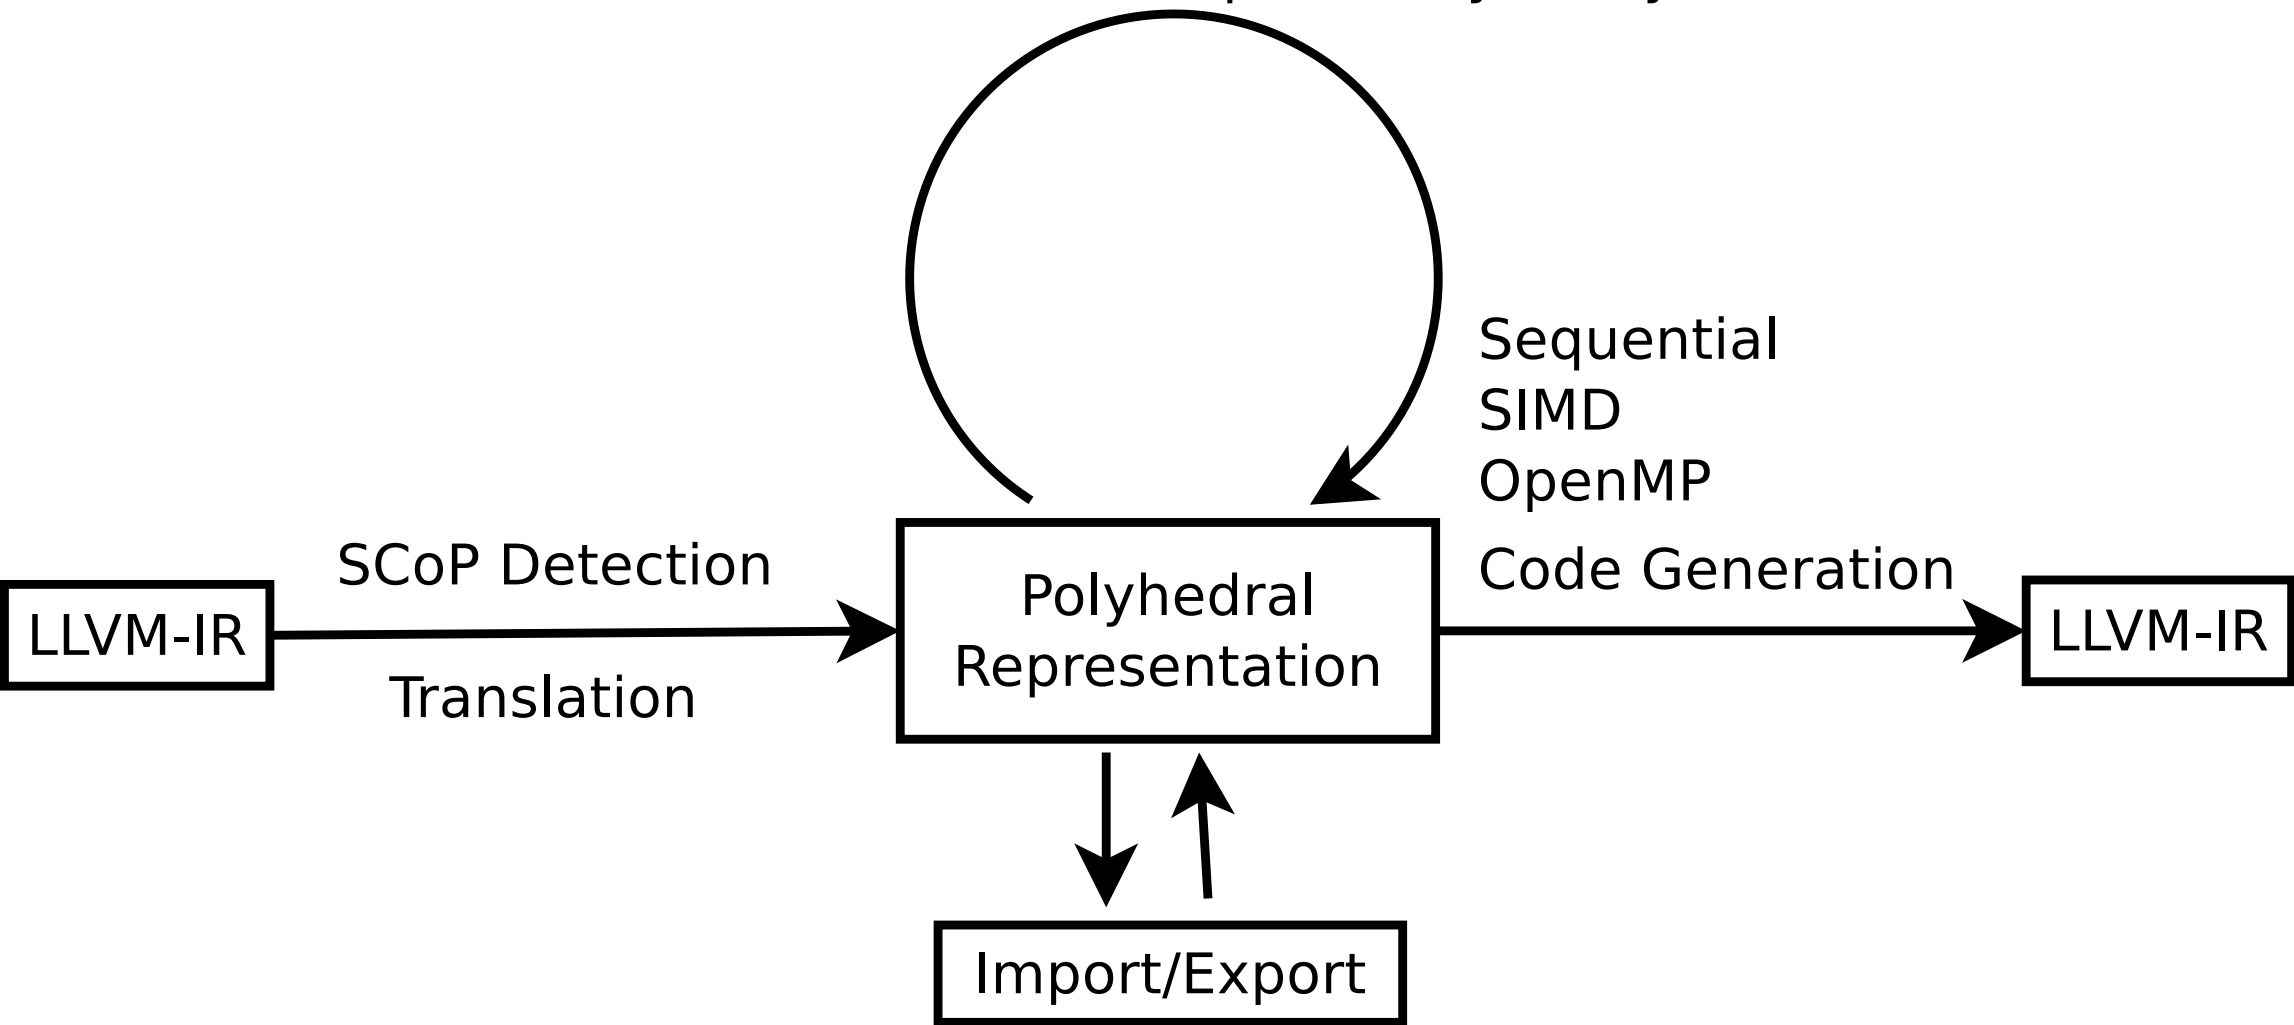 LLVM-IR
SCoP Detection
Translation
Polyhedral
Representation
Sequential
SIMD
OpenMP
Code Generation
LLVM-IR
Import/Export